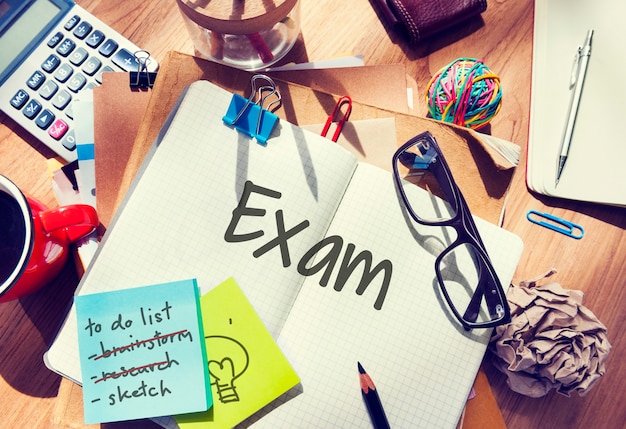 Exam
to do list
- brainstorm
- research
- sketch